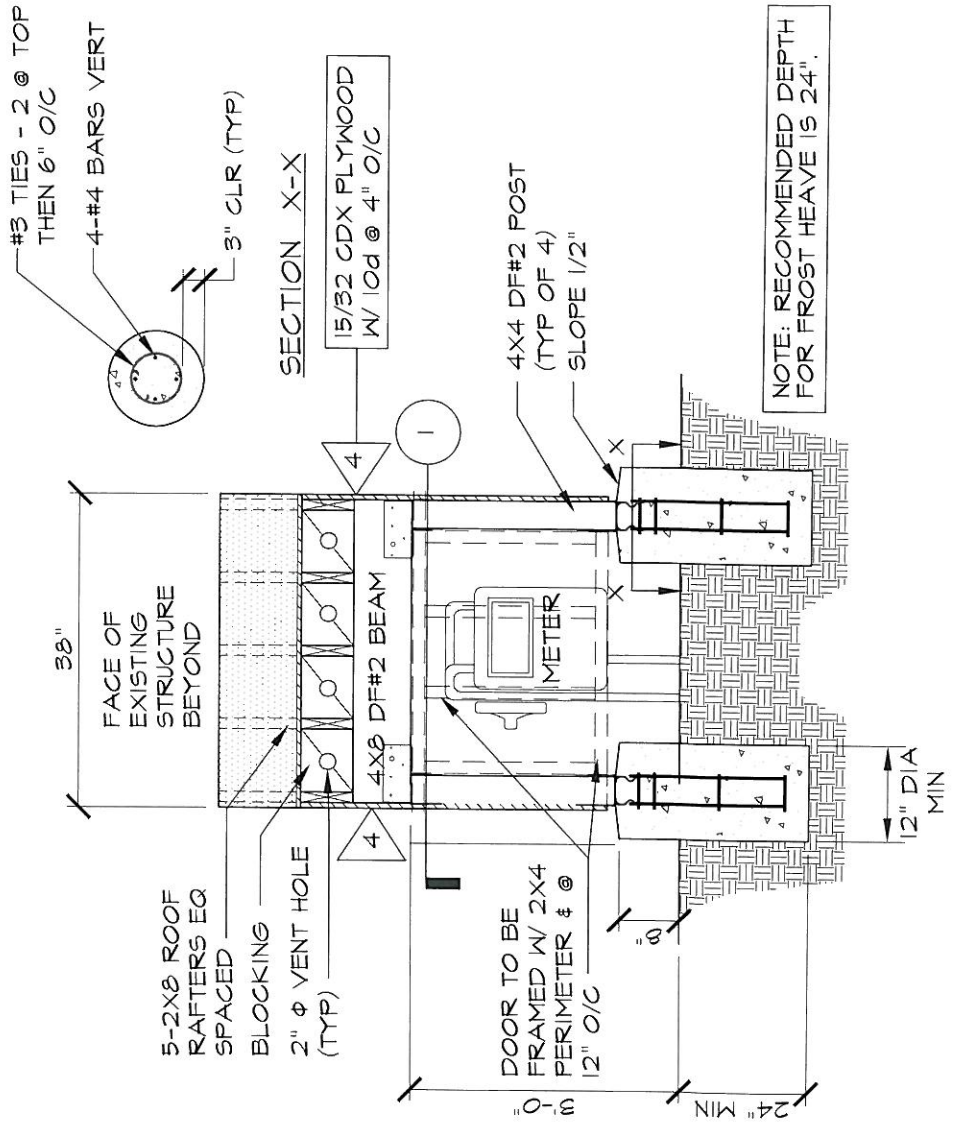 #3 TIES - 2 @ TOP
THEN 6" O/C
4-#4 BARS VERT
3" CLR (TYP)
SECTION X-X
15/32 CDX PLYWOOD
W/ 10d @ 4" O/C
38"
FACE OF
EXISTING
STRUCTURE
BEYOND
5-2X8 ROOF
RAFTERS EQ
SPACED
BLOCKING
2" Φ VENT HOLE
(TYP)
4
4
1
4X8 DF#2 BEAM
METER
4X4 DF#2 POST
(TYP OF 4)
SLOPE 1/2"
DOOR TO BE
FRAMED W/ 2X4
PERIMETER & @
12" O/C
X
X
8"
3'-0"
24" MIN
12" DIA
MIN
NOTE: RECOMMENDED DEPTH
FOR FROST HEAVE IS 24".